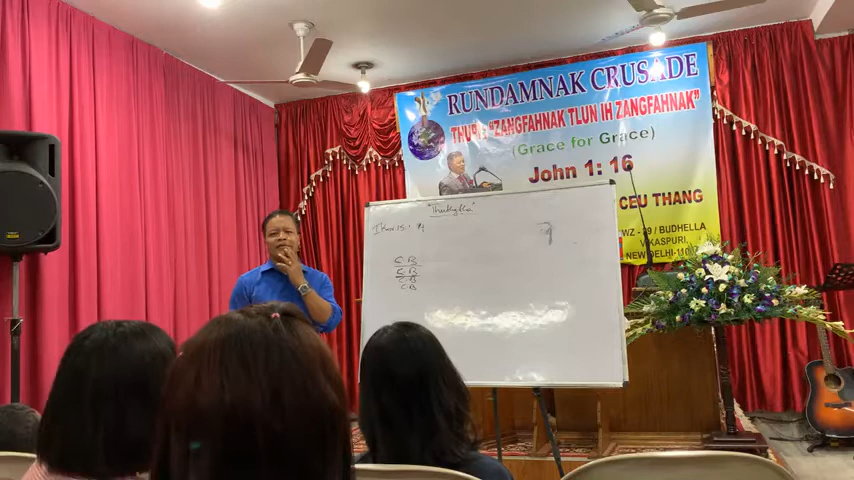 RUNDAMNAK CRUSADE
THUPI: "ZANGFAHNAK TLUN IH ZANGFAHNAK"
(Grace for Grace)
John 1: 16
CEU THANG
WZ - 79 / BUDHELLA
VIKASPURI,
NEW DELHI-110
C B
C B
C B
C B